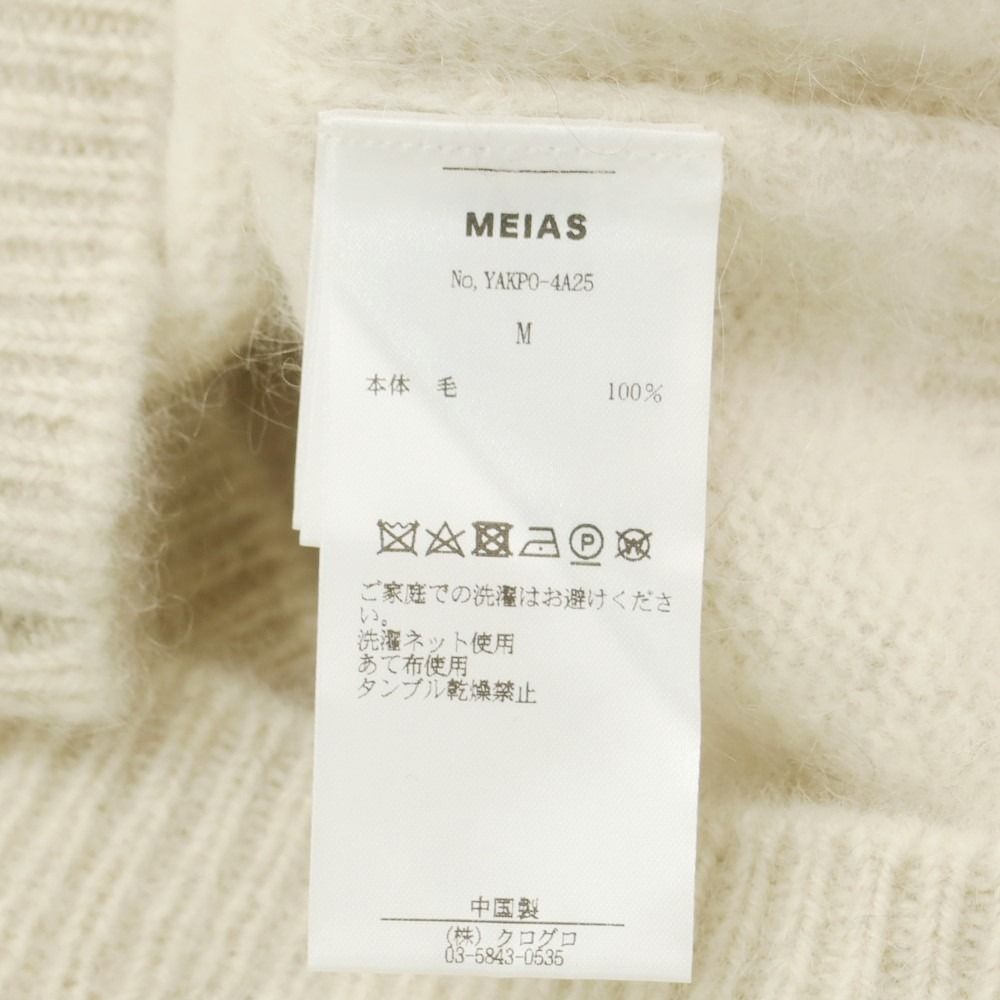 MEIAS
No,YAKPO-4A25
M
本体 毛 100%
P
W
ご家庭での洗濯はお避けくださ
い。
洗濯ネット使用
あて布使用
タンブル乾燥禁止
中国製
(株)クログロ
03-5843-0535